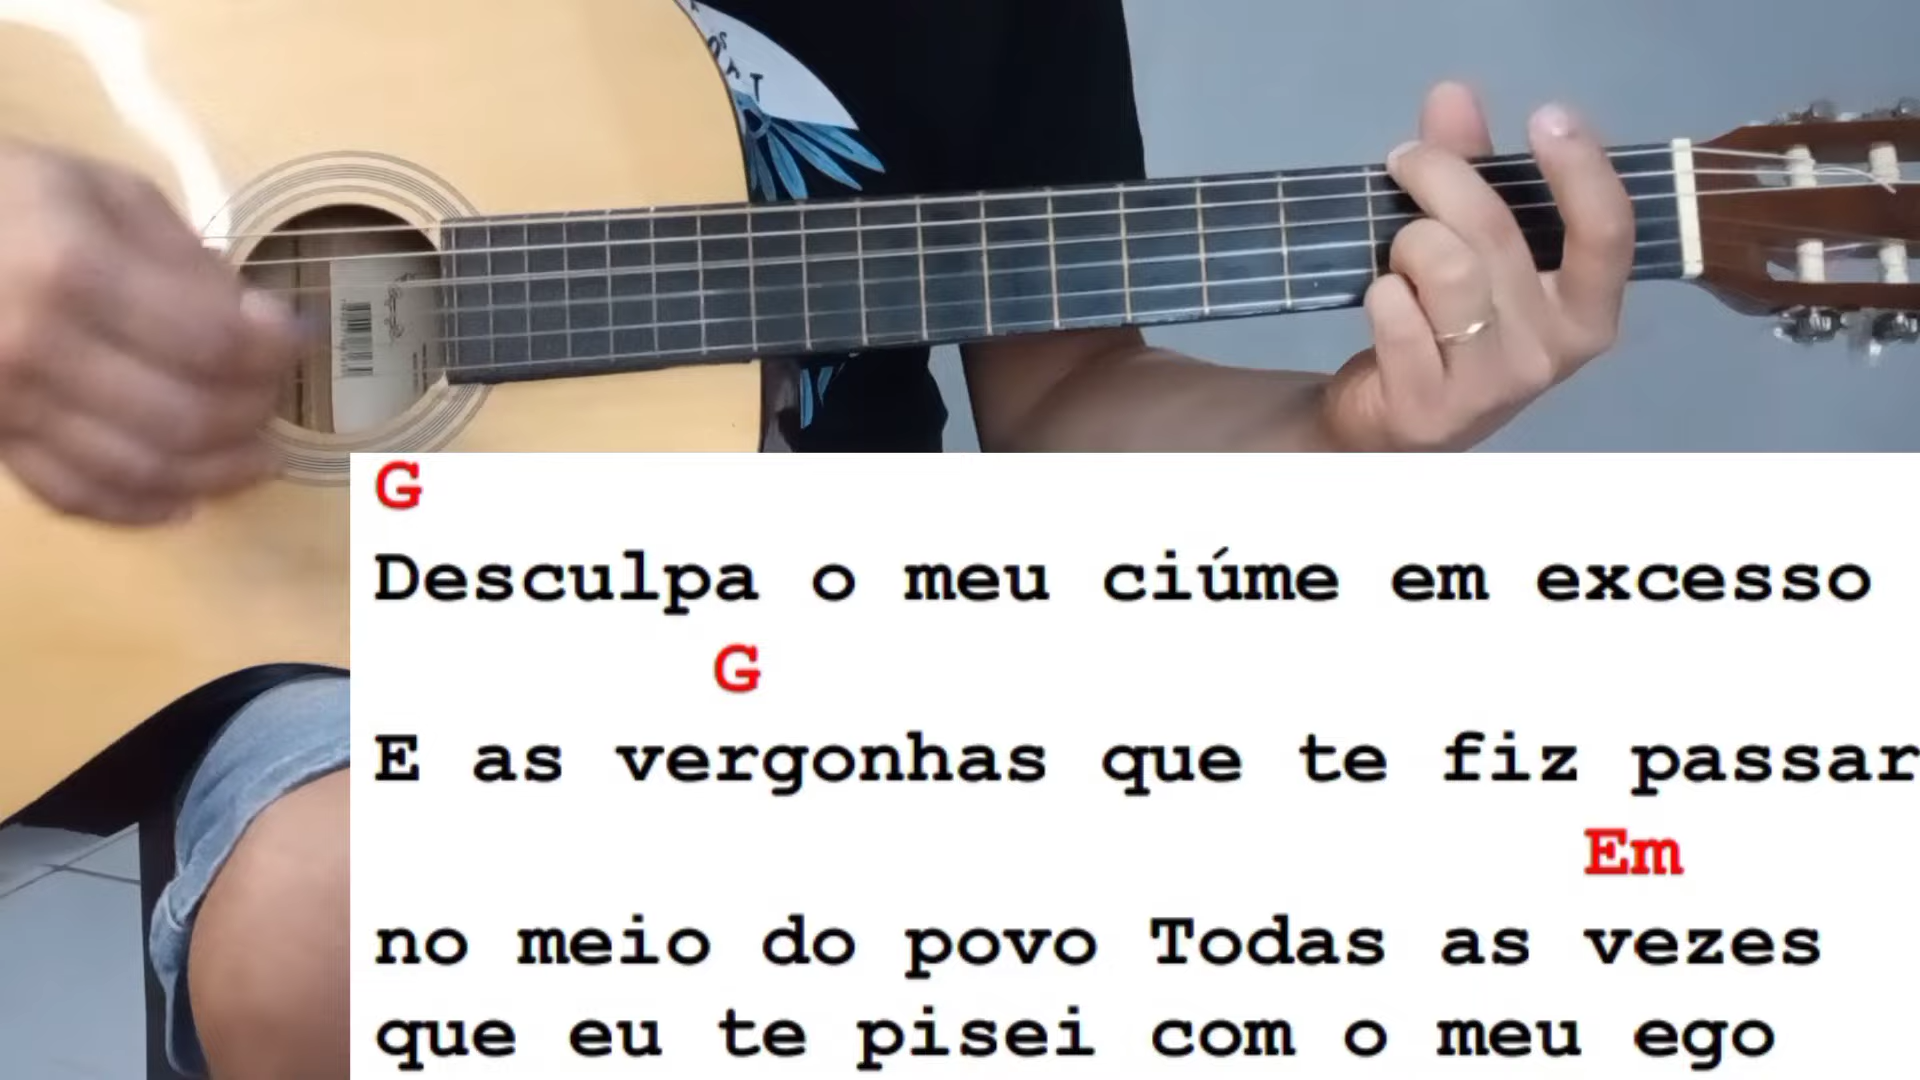 G
Desculpa o meu ciúme em excesso
G
E as vergonhas que te fiz passar
Em
no meio do povo Todas as vezes
que eu te pisei com o meu ego